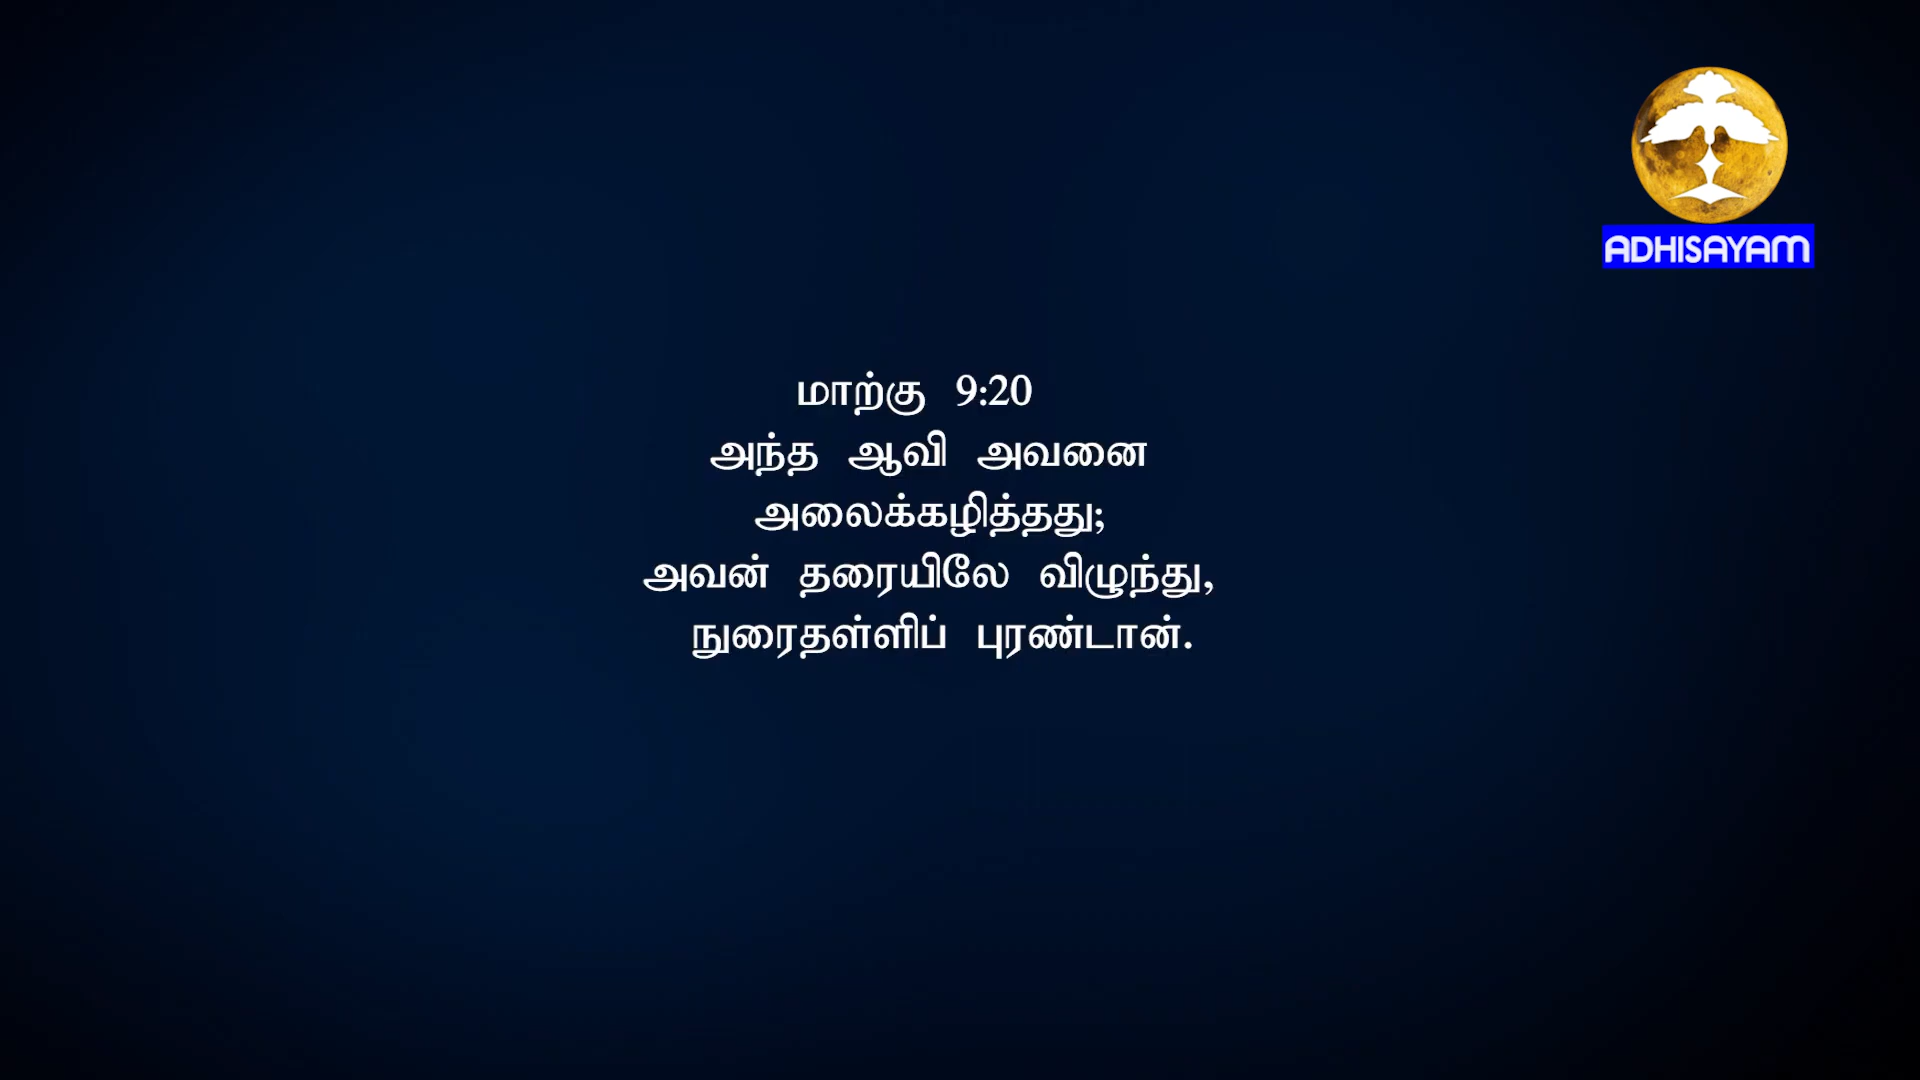 ADHISAYAM
மாற்கு 9:20
அந்த ஆவி அவனை
அலைக்கழித்தது;
அவன் தரையிலே விழுந்து,
நுரைதள்ளிப் புரண்டான்.